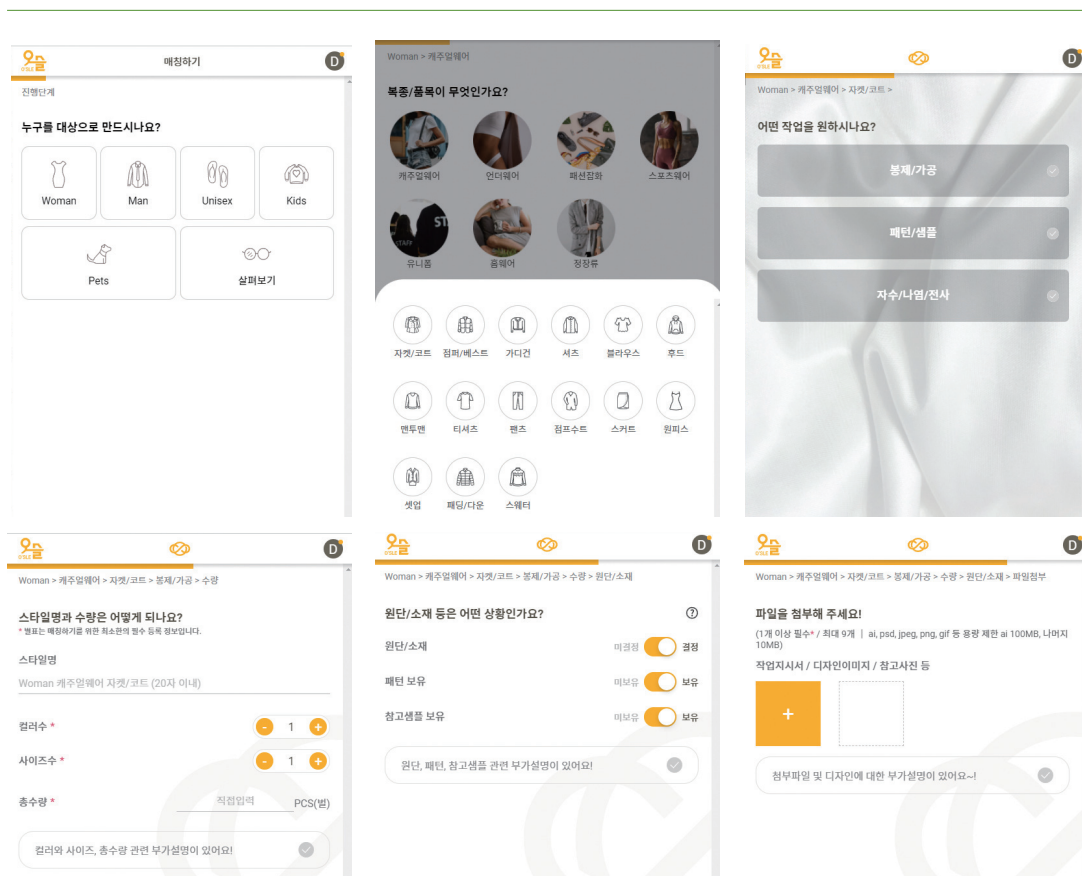 오늘
매칭하기
D
진행단계
누구를 대상으로 만드시나요?
Woman
Man
Unisex
Kids
Pets
살펴보기
Woman > 캐주얼웨어
복종/품목이 무엇인가요?
캐주얼웨어
언더웨어
패션잡화
스포츠웨어
유니폼
홈웨어
정장류
자켓/코트
점퍼/베스트
가디건
셔츠
블라우스
후드
맨투맨
티셔츠
팬츠
점프수트
스커트
원피스
셋업
패딩/다운
스웨터
D
Woman > 캐주얼웨어 > 자켓/코트 >
어떤 작업을 원하시나요?
봉제/가공
패턴/샘플
자수/나염/전사
D
Woman > 캐주얼웨어 > 자켓/코트 > 봉제/가공 > 수량
스타일명과 수량은 어떻게 되나요?
* 별표는 매칭하기를 위한 최소한의 필수 등록 정보입니다.
스타일명
Woman 캐주얼웨어 자켓/코트 (20자 이내)
컬러수 *
- 1 +
사이즈수 *
- 1 +
총수량 *
직접입력
PCS(벌)
컬러와 사이즈, 총수량 관련 부가설명이 있어요!
D
Woman > 캐주얼웨어 > 자켓/코트 > 봉제/가공 > 수량 > 원단/소재
원단/소재 등은 어떤 상황인가요?
?
원단/소재
미결정
결정
패턴 보유
미보유
보유
참고샘플 보유
미보유
보유
원단, 패턴, 참고샘플 관련 부가설명이 있어요!
D
Woman > 캐주얼웨어 > 자켓/코트 > 봉제/가공 > 수량 > 원단/소재 > 파일첨부
파일을 첨부해 주세요!
(1개 이상 필수* / 최대 9개 | ai, psd, jpeg, png, gif 등 용량 제한 ai 100MB, 나머지
10MB)
작업지시서 / 디자인이미지 / 참고사진 등
+
첨부파일 및 디자인에 대한 부가설명이 있어요~!